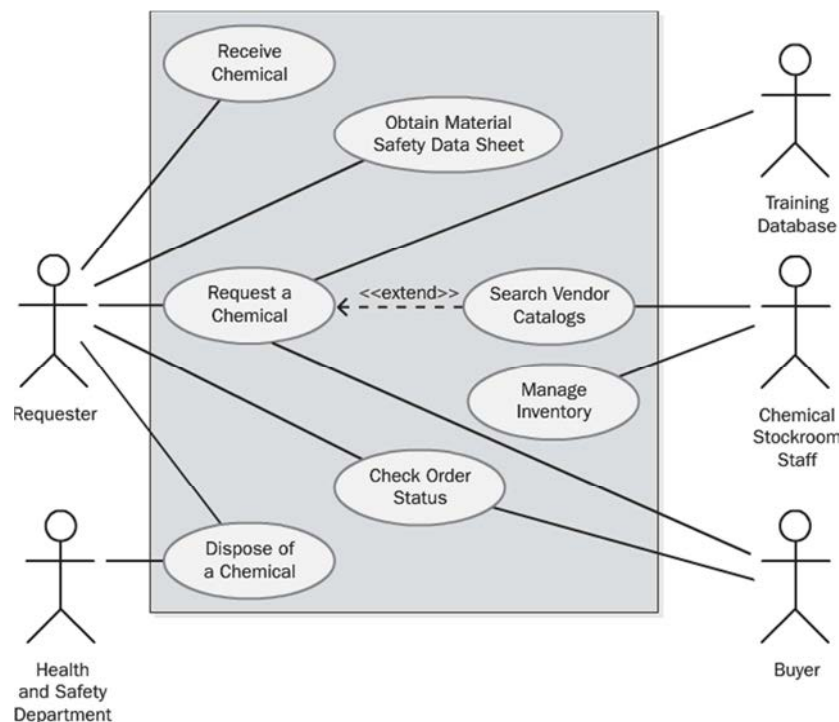 Receive
Chemical
Obtain Material
Safety Data Sheet
Training
Database
Request a
Chemical
<<extend>>
Search Vendor
Catalogs
Requester
Manage
Inventory
Chemical
Stockroom
Staff
Check Order
Status
Dispose of
a Chemical
Health
and Safety
Department
Buyer